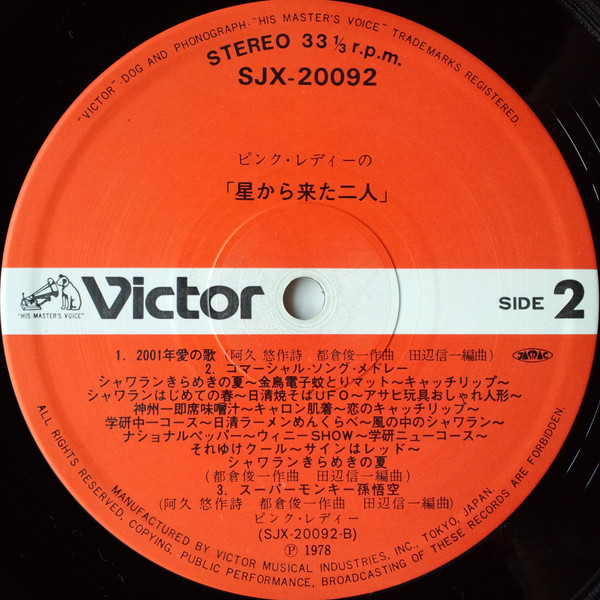 "VICTOR"-DOG AND PHONOGRAPH-"HIS MASTER'S VOICE" TRADEMARKS REGISTERED.
STEREO 33 1/3 r.p.m.
SJX-20092
ピンク・レディーの
「星から来た二人」
"HIS MASTER'S VOICE"
Victor
SIDE 2
1. 2001年愛の歌 (阿久 悠作詩 都倉俊一作曲 田辺信一編曲)
JASRAC
2. コマーシャル・ソング・メドレー
シャワランきらめきの夏~金鳥電子蚊とりマット~キャッチリップ~
シャワランはじめての春~日清焼そばUFO~アサヒ玩具おしゃれ人形~
神州一即席味噌汁~キャロン肌着~恋のキャッチリップ~
学研中一コース~日清ラーメンめんくらべ~風の中のシャワラン~
ナショナルペッパー~ウィニーSHOW~学研ニューコース~
それゆけクール~サインはレッド~
シャワランきらめきの夏
(都倉俊一作曲 田辺信一編曲)
3. スーパーモンキー孫悟空
(阿久 悠作詩 都倉俊一作曲 田辺信一編曲)
ピンク・レディー
(SJX-20092-B)
Ⓟ 1978
MANUFACTURED BY VICTOR MUSICAL INDUSTRIES, INC., TOKYO, JAPAN.
ALL RIGHTS RESERVED. COPYING, PUBLIC PERFORMANCE, BROADCASTING OF THESE RECORDS ARE FORBIDDEN.